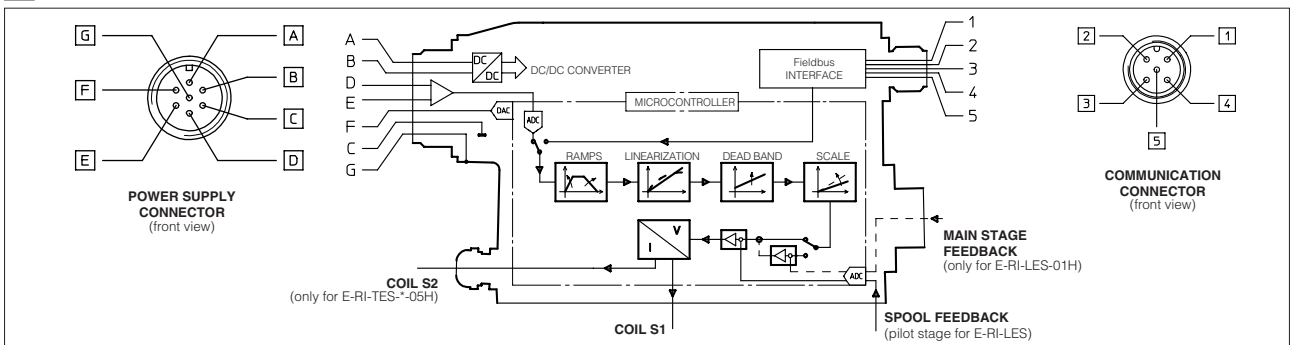 G
A
F
B
C
E
D
POWER SUPPLY
CONNECTOR
(front view)
A
B
D
E
F
C
G
DC
DC
DC/DC CONVERTER
DAC
ADC
MICROCONTROLLER
Fieldbus
INTERFACE
1
2
3
4
5
RAMPS
LINEARIZATION
DEAD BAND
SCALE
V
I
ADC
COIL S2
(only for E-RI-TES-*-05H)
COIL S1
MAIN STAGE
FEEDBACK
(only for E-RI-LES-01H)
SPOOL FEEDBACK
(pilot stage for E-RI-LES)
2
1
3
4
5
COMMUNICATION
CONNECTOR
(front view)